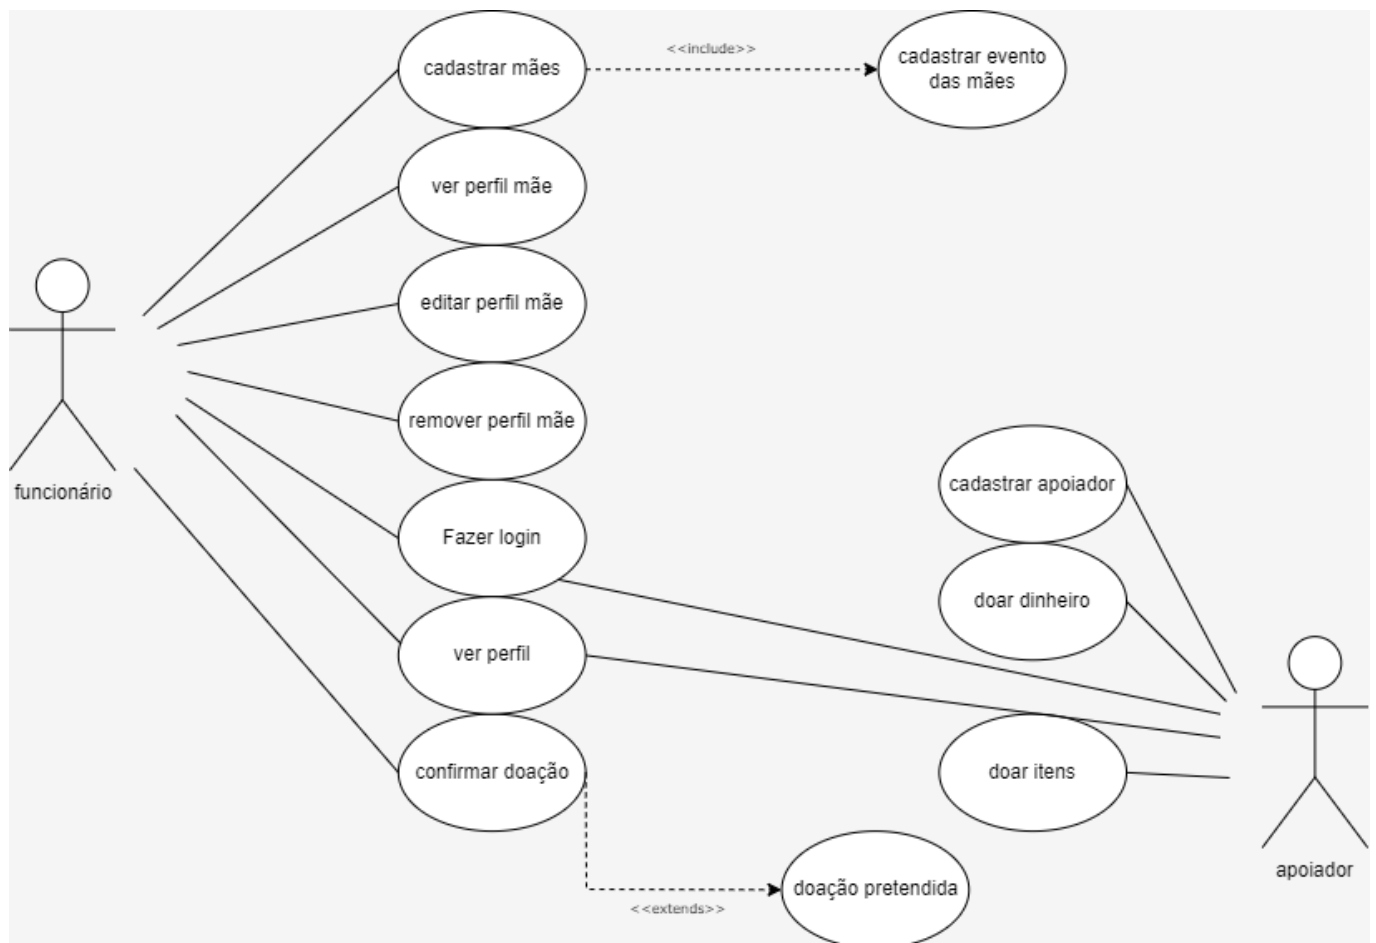 cadastrar mães
<<include>>
cadastrar evento
das mães
ver perfil mãe
editar perfil mãe
remover perfil mãe
funcionário
cadastrar apoiador
Fazer login
doar dinheiro
ver perfil
confirmar doação
doar itens
apoiador
doação pretendida
<<extends>>